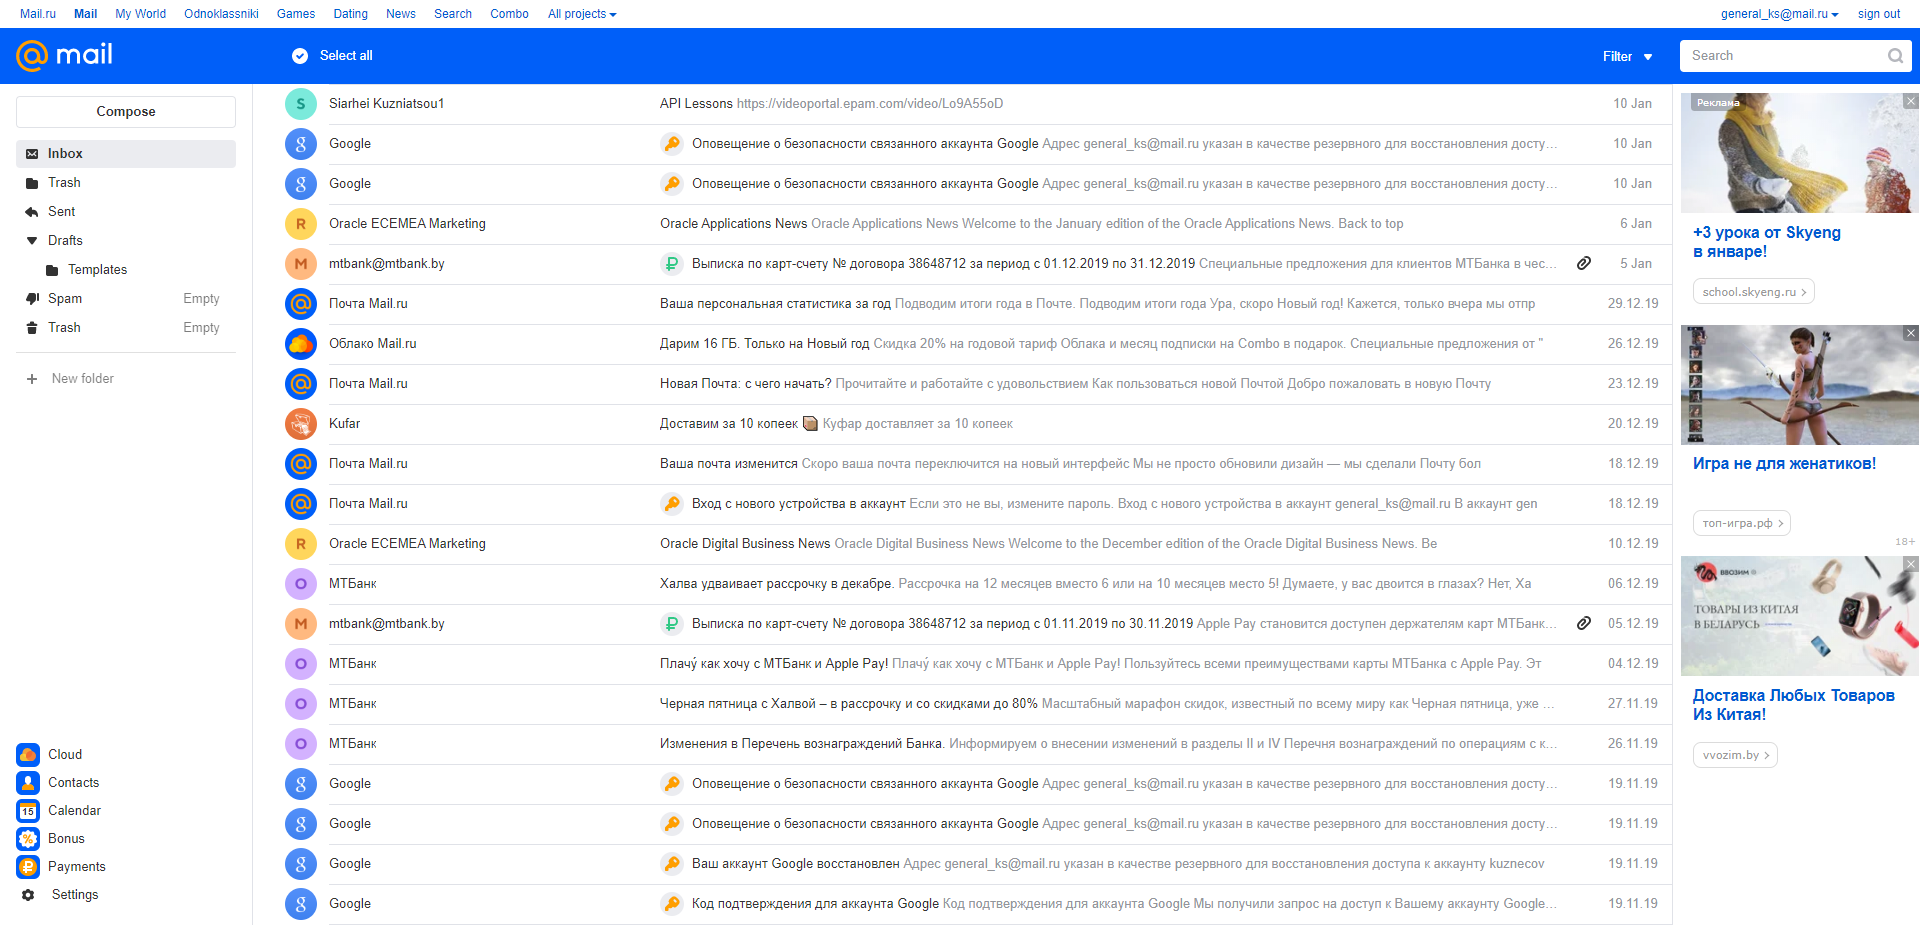 Mail.ru Mail My World Odnoklassniki Games Dating News Search Combo All projects general_ks@mail.ru sign out
@mail Select all Filter Search
Compose
Inbox
Trash
Sent
Drafts
Templates
Spam Empty
Trash Empty
+ New folder
Cloud
Contacts
15 Calendar
% Bonus
₽ Payments
Settings
S Siarhei Kuzniatsou1 API Lessons https://videoportal.epam.com/video/Lo9A55oD 10 Jan
g Google Оповещение о безопасности связанного аккаунта Google Адрес general_ks@mail.ru указан в качестве резервного для восстановления досту… 10 Jan
g Google Оповещение о безопасности связанного аккаунта Google Адрес general_ks@mail.ru указан в качестве резервного для восстановления досту… 10 Jan
R Oracle ECEMEA Marketing Oracle Applications News Oracle Applications News Welcome to the January edition of the Oracle Applications News. Back to top 6 Jan
M mtbank@mtbank.by ₽ Выписка по карт-счету № договора 38648712 за период с 01.12.2019 по 31.12.2019 Специальные предложения для клиентов МТБанка в чес… 5 Jan
@ Почта Mail.ru Ваша персональная статистика за год Подводим итоги года в Почте. Подводим итоги года Ура, скоро Новый год! Кажется, только вчера мы отпр 29.12.19
Облако Mail.ru Дарим 16 ГБ. Только на Новый год Скидка 20% на годовой тариф Облака и месяц подписки на Combo в подарок. Специальные предложения от " 26.12.19
@ Почта Mail.ru Новая Почта: с чего начать? Прочитайте и работайте с удовольствием Как пользоваться новой Почтой Добро пожаловать в новую Почту 23.12.19
Kufar Доставим за 10 копеек Куфар доставляет за 10 копеек 20.12.19
@ Почта Mail.ru Ваша почта изменится Скоро ваша почта переключится на новый интерфейс Мы не просто обновили дизайн — мы сделали Почту бол 18.12.19
@ Почта Mail.ru Вход с нового устройства в аккаунт Если это не вы, измените пароль. Вход с нового устройства в аккаунт general_ks@mail.ru В аккаунт gen 18.12.19
R Oracle ECEMEA Marketing Oracle Digital Business News Oracle Digital Business News Welcome to the December edition of the Oracle Digital Business News. Be 10.12.19
O МТБанк Халва удваивает рассрочку в декабре. Рассрочка на 12 месяцев вместо 6 или на 10 месяцев место 5! Думаете, у вас двоится в глазах? Нет, Ха 06.12.19
M mtbank@mtbank.by ₽ Выписка по карт-счету № договора 38648712 за период с 01.11.2019 по 30.11.2019 Apple Pay становится доступен держателям карт МТБанк… 05.12.19
O МТБанк Плачу́ как хочу с МТБанк и Apple Pay! Плачу́ как хочу с МТБанк и Apple Pay! Пользуйтесь всеми преимуществами карты МТБанка с Apple Pay. Эт 04.12.19
O МТБанк Черная пятница с Халвой – в рассрочку и со скидками до 80% Масштабный марафон скидок, известный по всему миру как Черная пятница, уже … 27.11.19
O МТБанк Изменения в Перечень вознаграждений Банка. Информируем о внесении изменений в разделы II и IV Перечня вознаграждений по операциям с к… 26.11.19
g Google Оповещение о безопасности связанного аккаунта Google Адрес general_ks@mail.ru указан в качестве резервного для восстановления досту… 19.11.19
g Google Оповещение о безопасности связанного аккаунта Google Адрес general_ks@mail.ru указан в качестве резервного для восстановления досту… 19.11.19
g Google Ваш аккаунт Google восстановлен Адрес general_ks@mail.ru указан в качестве резервного для восстановления доступа к аккаунту kuznecov 19.11.19
g Google Код подтверждения для аккаунта Google Код подтверждения для аккаунта Google Мы получили запрос на доступ к Вашему аккаунту Google… 19.11.19
Реклама
+3 урока от Skyeng
в январе!
school.skyeng.ru >
Игра не для женатиков!
топ-игра.рф >
18+
ВВОЗИМ
ТОВАРЫ ИЗ КИТАЯ
В БЕЛАРУСЬ
Доставка Любых Товаров
Из Китая!
vvozim.by >